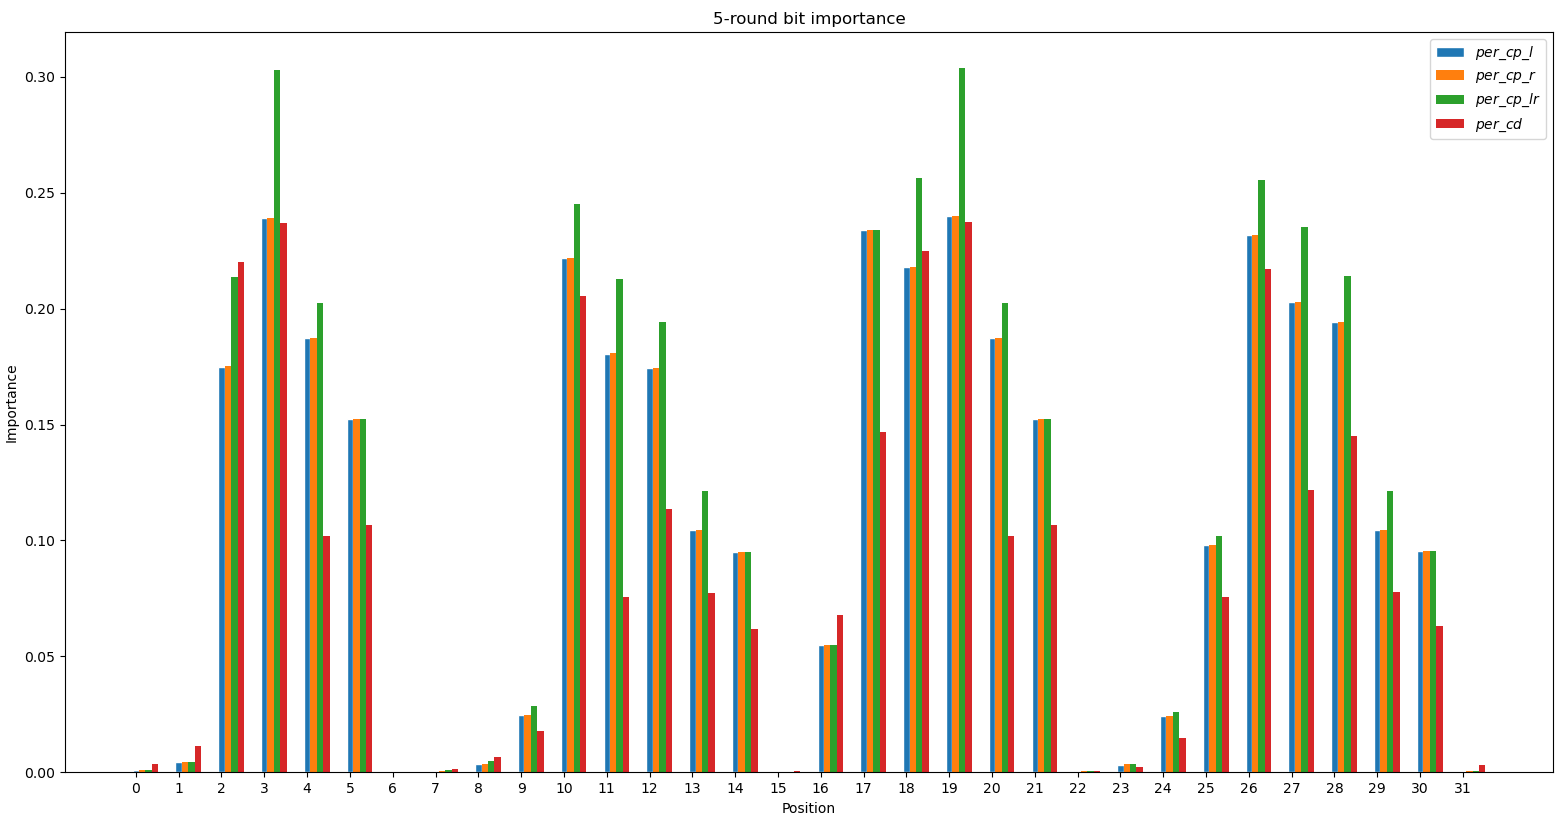 5-round bit importance
per_cp_l
per_cp_r
per_cp_lr
per_cd
Importance
0.30
0.25
0.20
0.15
0.10
0.05
0.00
0 1 2 3 4 5 6 7 8 9 10 11 12 13 14 15 16 17 18 19 20 21 22 23 24 25 26 27 28 29 30 31
Position